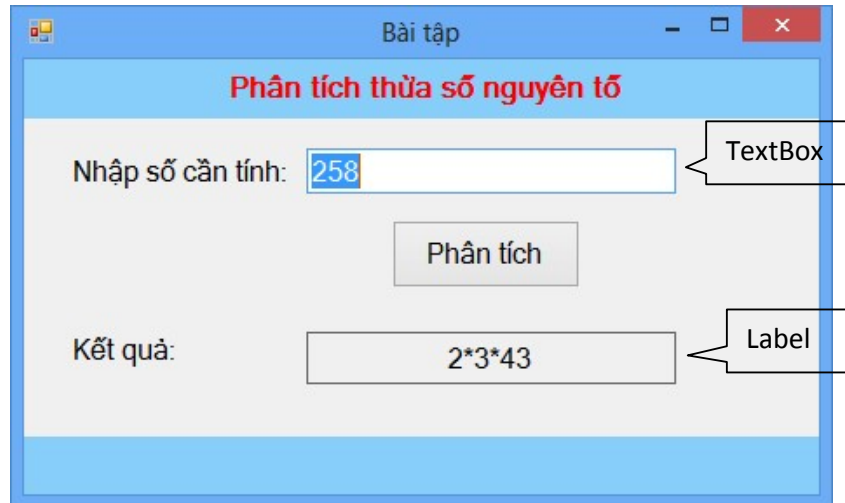 Bài tập
Phân tích thừa số nguyên tố
Nhập số cần tính: 258
TextBox
Phân tích
Kết quả: 2*3*43
Label